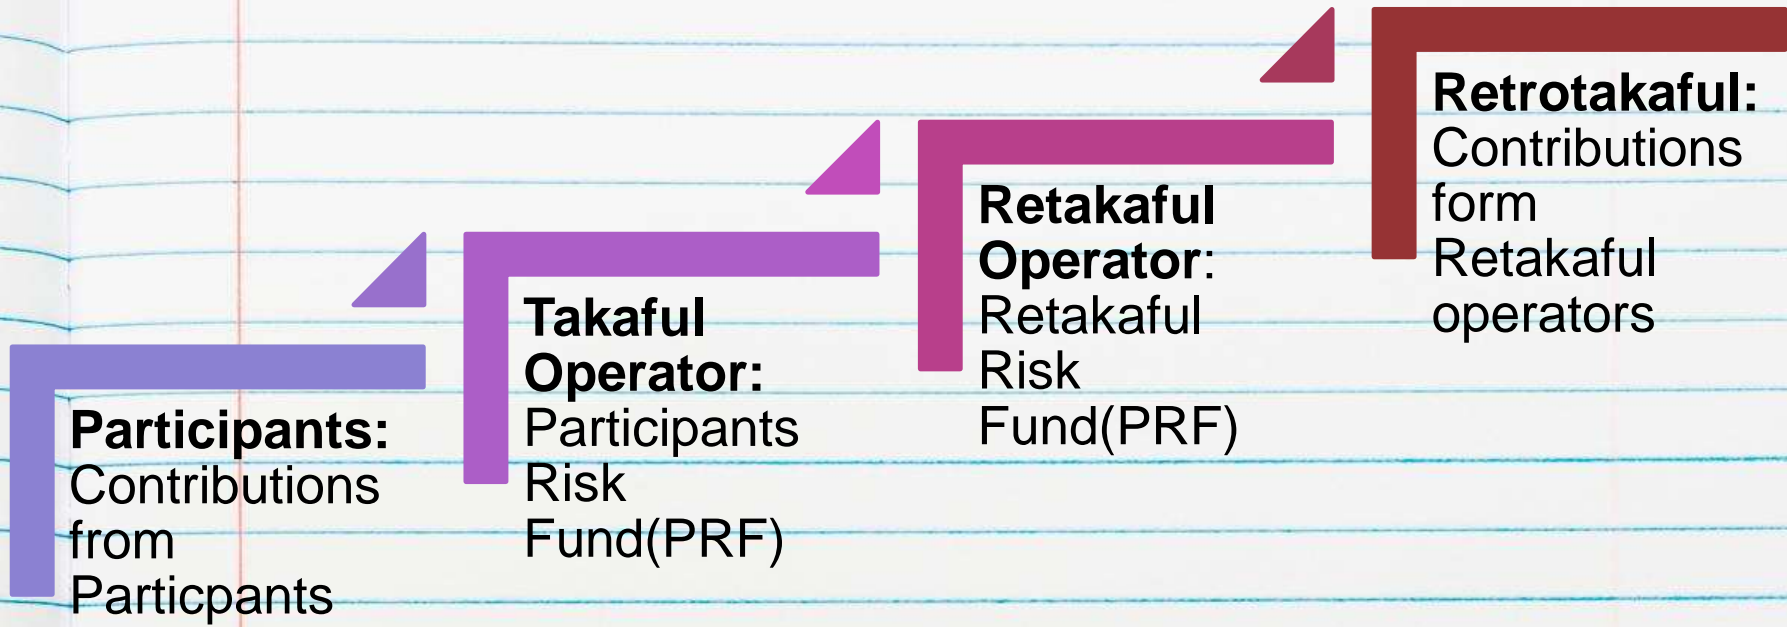 Participants:
Contributions
from
Particpants
Takaful
Operator:
Participants
Risk
Fund(PRF)
Retakaful
Operator:
Retakaful
Risk
Fund(PRF)
Retrotakaful:
Contributions
form
Retakaful
operators